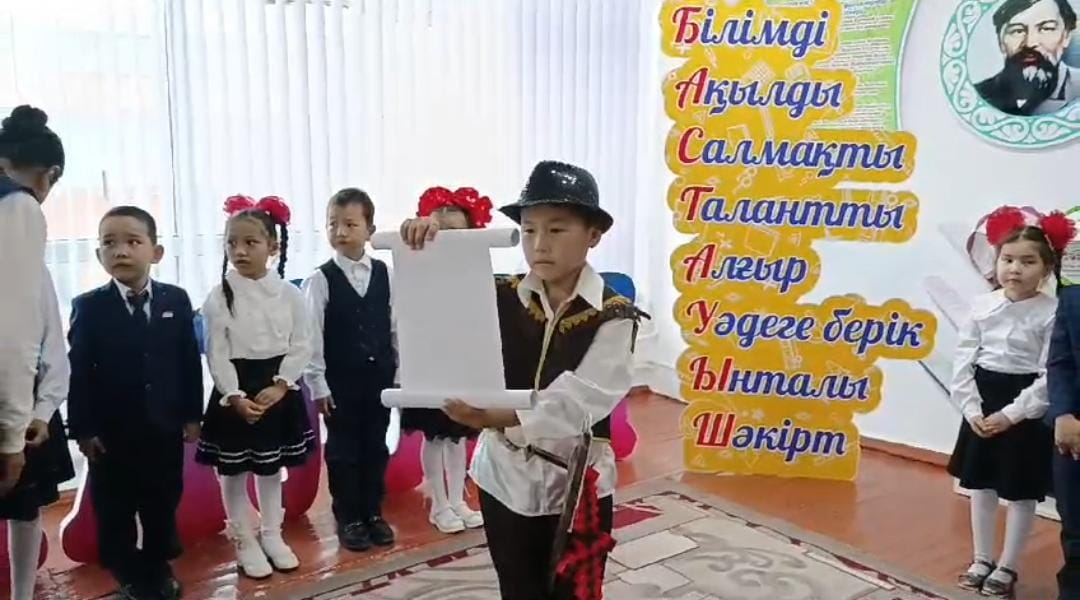 Білімді
Ақылды
Салмақты
Талантты
Алғыр
Уәдеге берік
Ынталы
Шәкірт